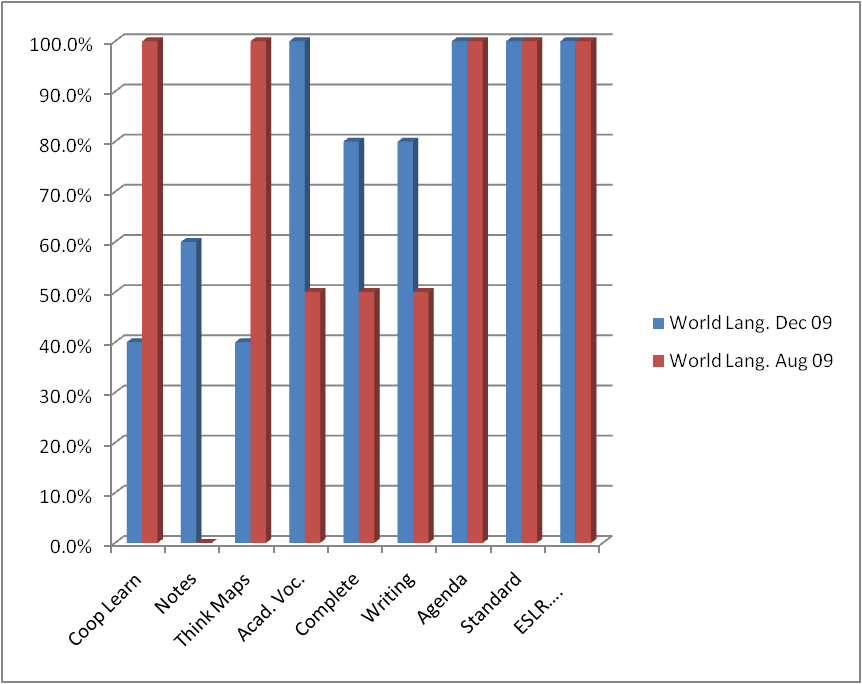 100.0%
90.0%
80.0%
70.0%
60.0%
50.0%
40.0%
30.0%
20.0%
10.0%
0.0%
Coop Learn
Notes
Think Maps
Acad. Voc.
Complete
Writing
Agenda
Standard
ESLR....
World Lang. Dec 09
World Lang. Aug 09